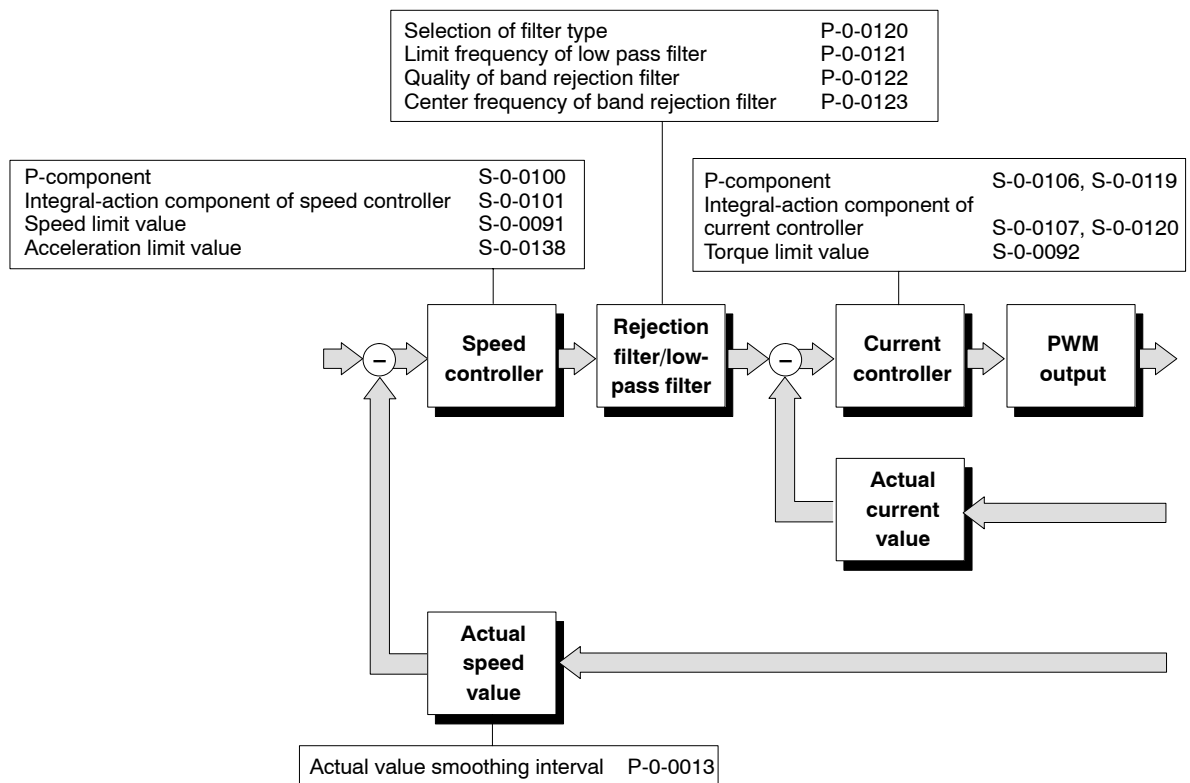 Selection of filter type P-0-0120
Limit frequency of low pass filter P-0-0121
Quality of band rejection filter P-0-0122
Center frequency of band rejection filter P-0-0123
P-component S-0-0100
Integral-action component of speed controller S-0-0101
Speed limit value S-0-0091
Acceleration limit value S-0-0138
P-component S-0-0106, S-0-0119
Integral-action component of
current controller S-0-0107, S-0-0120
Torque limit value S-0-0092
–
Speed
controller
Rejection
filter/low-
pass filter
–
Current
controller
PWM
output
Actual
current
value
Actual
speed
value
Actual value smoothing interval P-0-0013